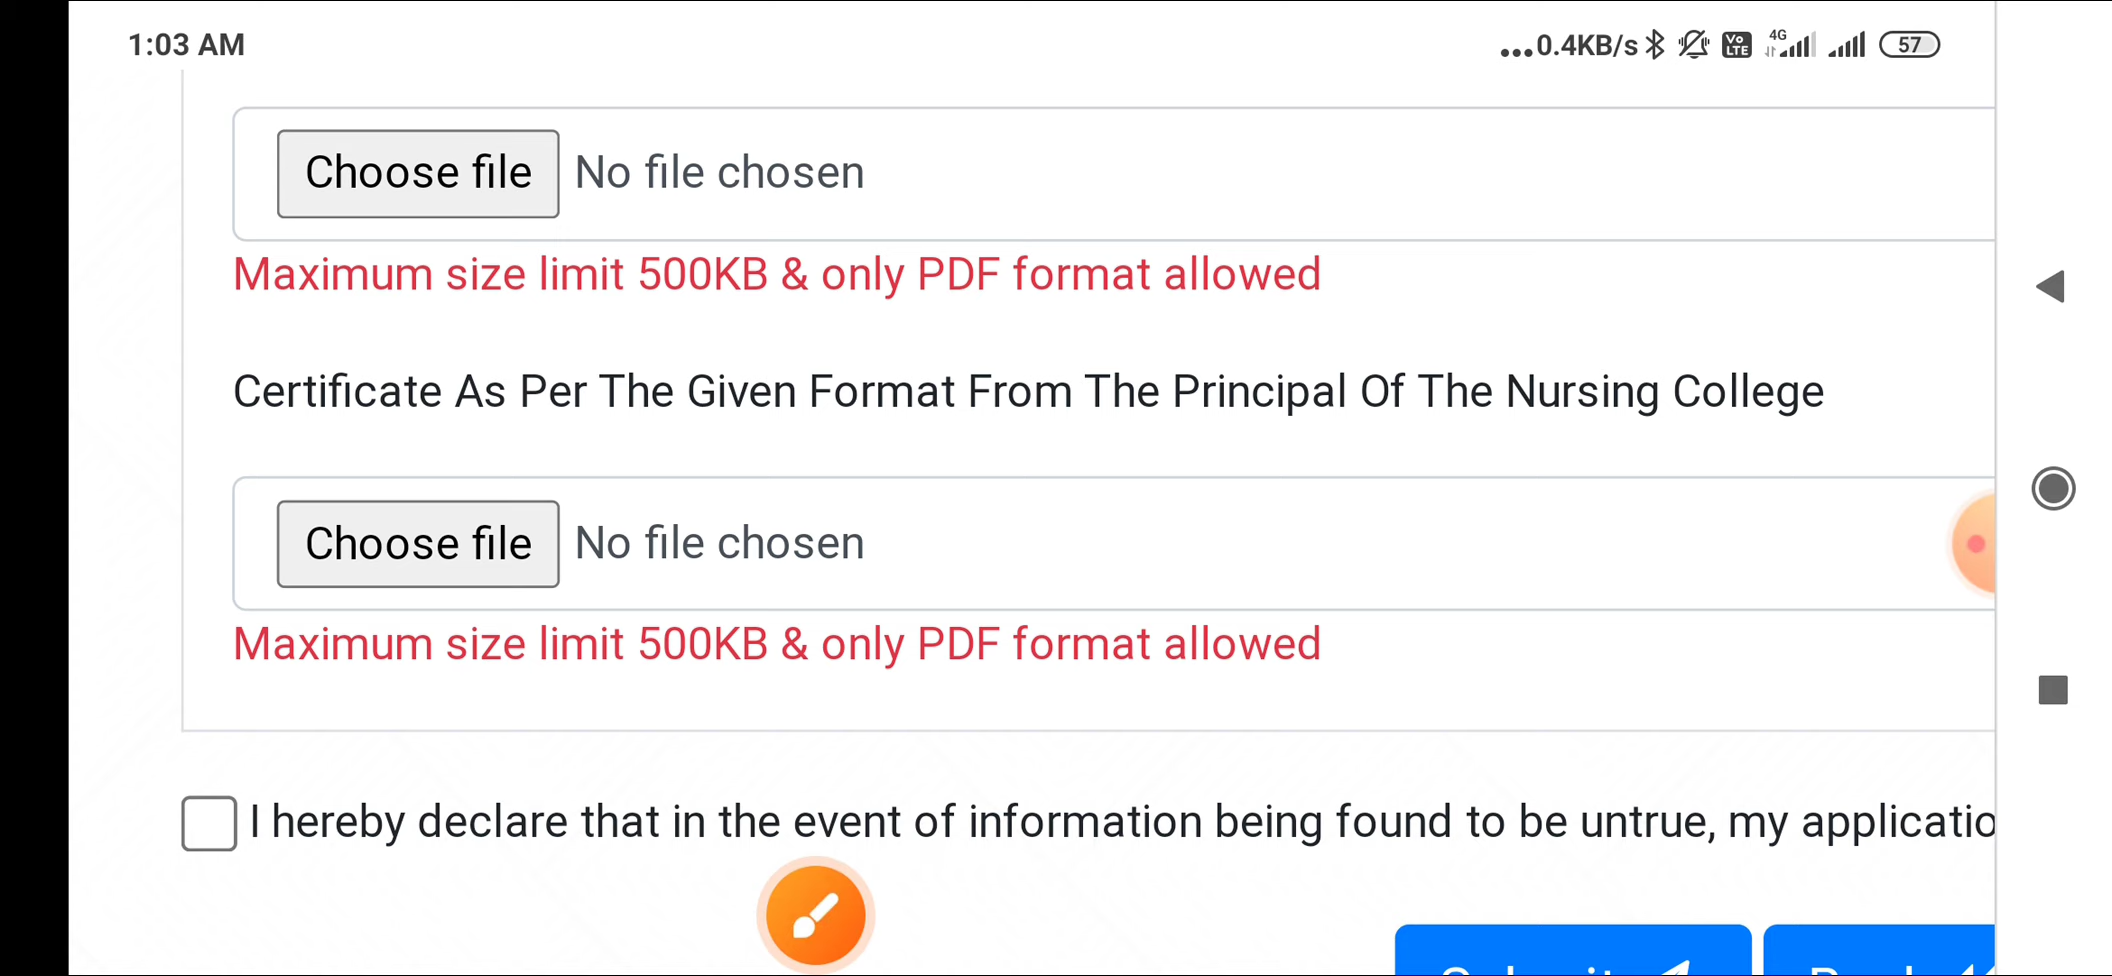 1:03 AM
...0.4KB/s Vo LTE 4G 57
Choose file No file chosen
Maximum size limit 500KB & only PDF format allowed
Certificate As Per The Given Format From The Principal Of The Nursing College
Choose file No file chosen
Maximum size limit 500KB & only PDF format allowed
I hereby declare that in the event of information being found to be untrue, my applicatio